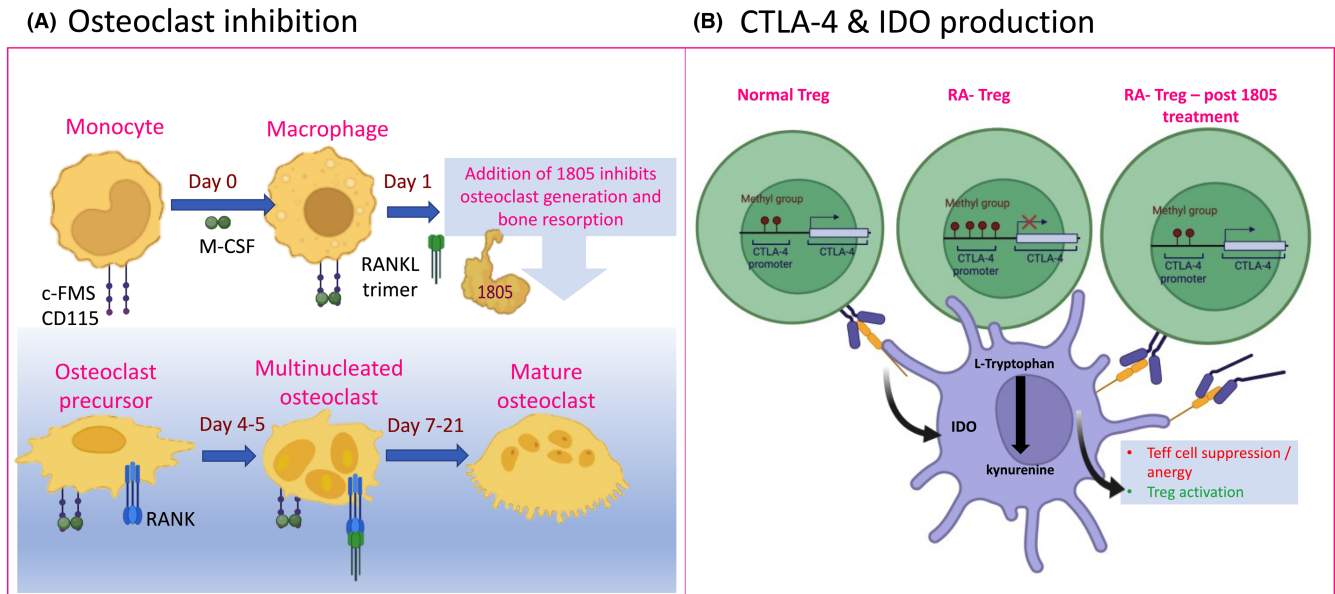 (A) Osteoclast inhibition
Monocyte
Macrophage
Day 0
Day 1
M-CSF
c-FMS
CD115
RANKL
trimer
Addition of 1805 inhibits
osteoclast generation and
bone resorption
1805
Osteoclast
precursor
Multinucleated
osteoclast
Mature
osteoclast
Day 4-5
Day 7-21
RANK
(B) CTLA-4 & IDO production
Normal Treg
RA- Treg
RA- Treg – post 1805
treatment
Methyl group
CTLA-4
promoter
CTLA-4
Methyl group
CTLA-4
promoter
CTLA-4
Methyl group
CTLA-4
promoter
CTLA-4
L-Tryptophan
IDO
kynurenine
• Teff cell suppression /
anergy
• Treg activation